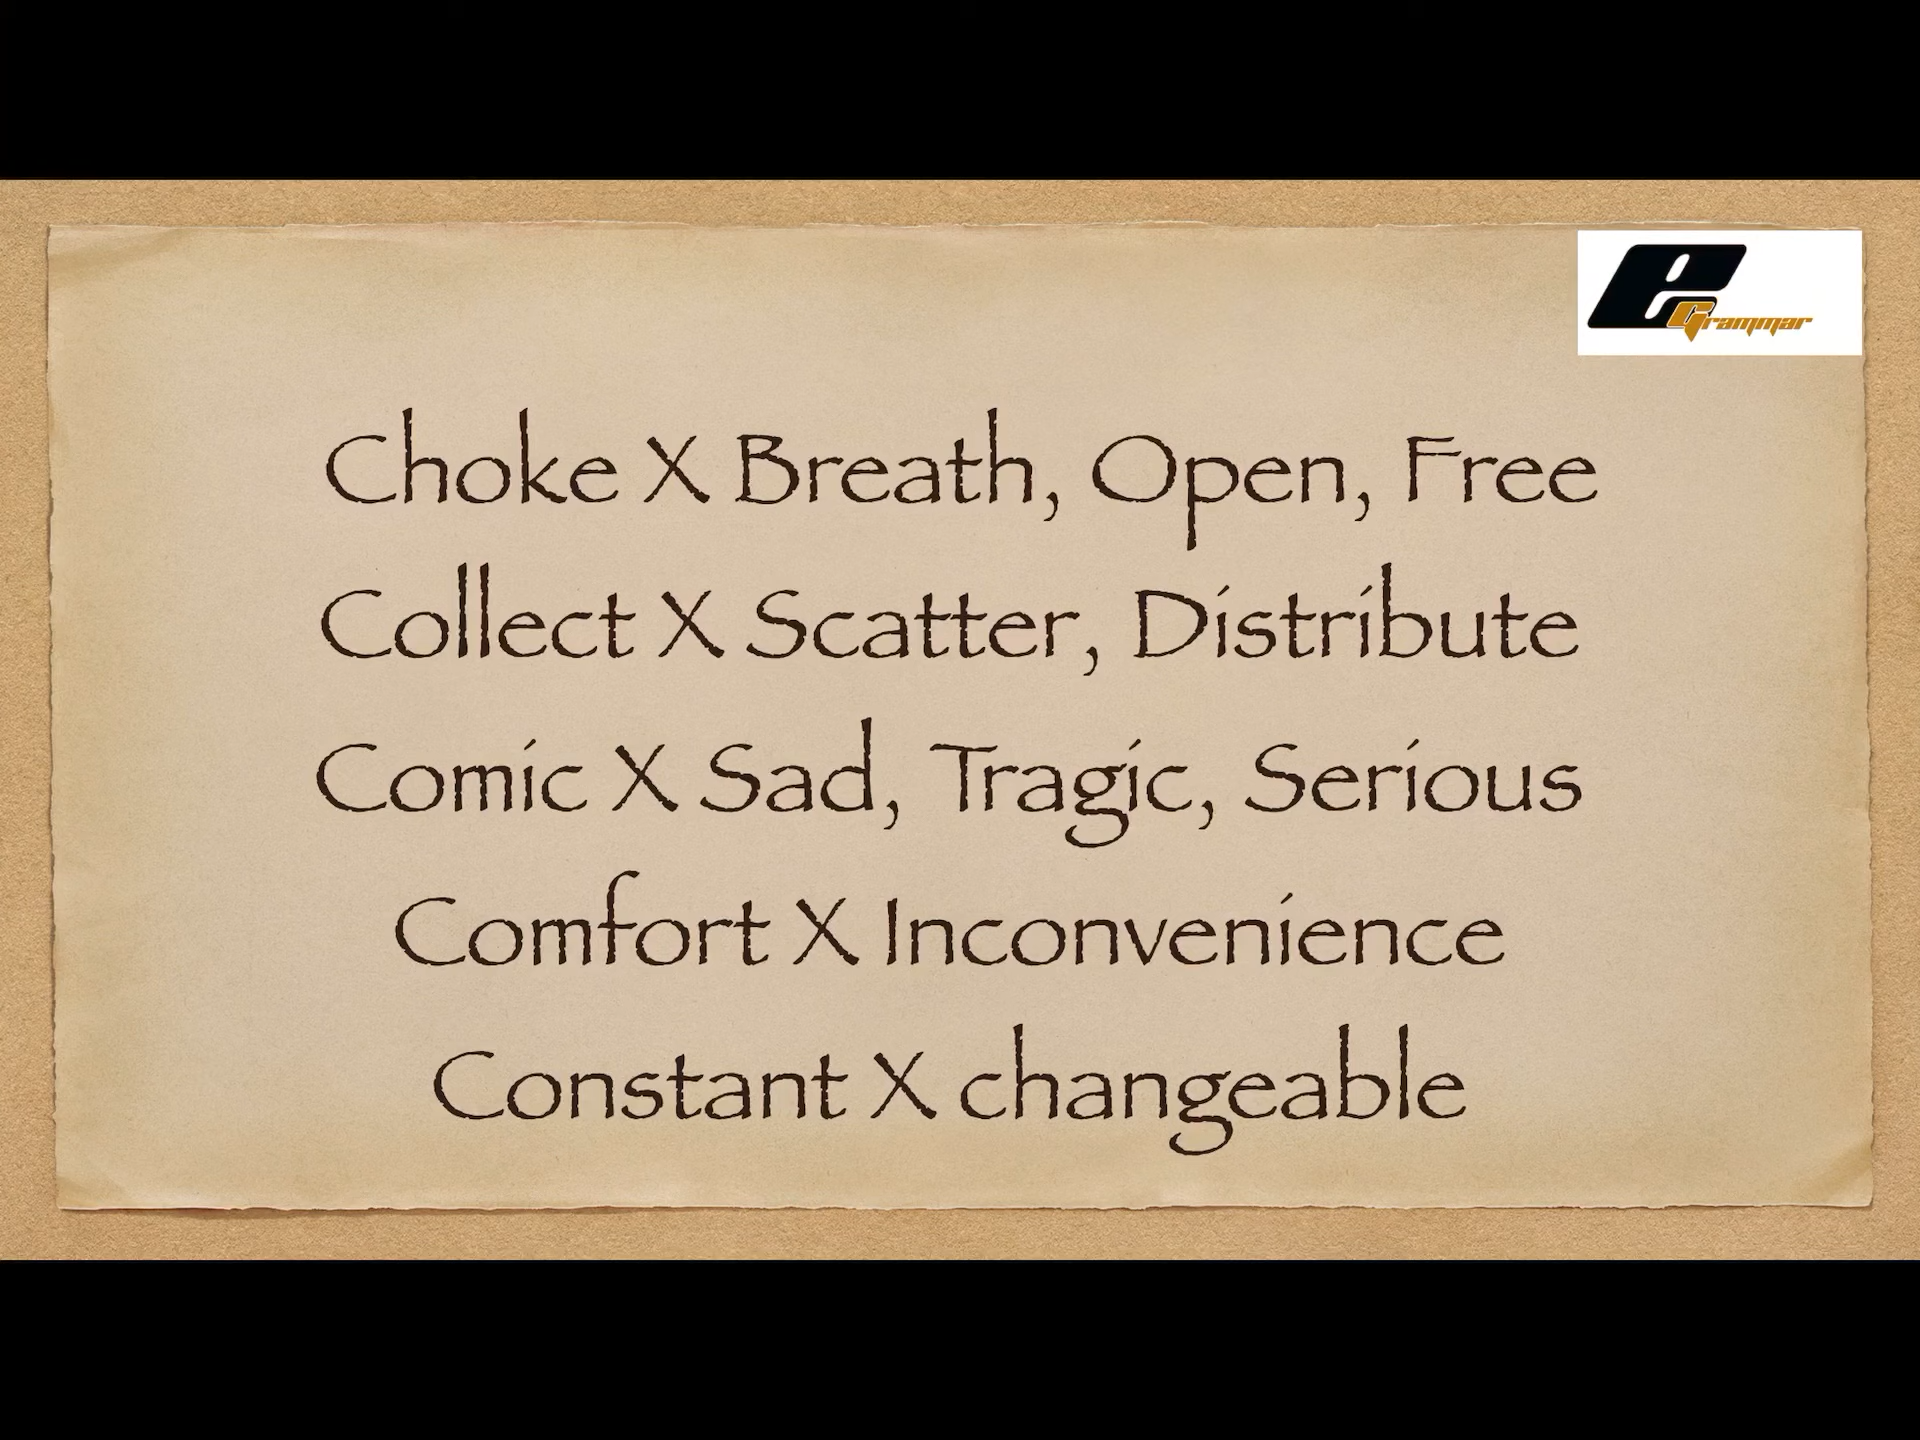 e Grammar
Choke X Breath, Open, Free
Collect X Scatter, Distribute
Comic X Sad, Tragic, Serious
Comfort X Inconvenience
Constant X changeable